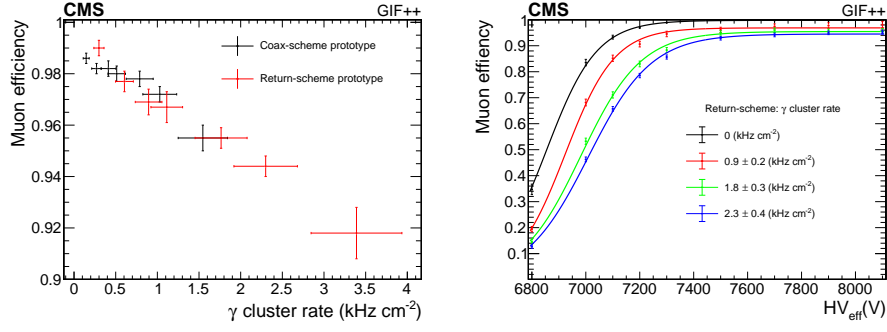 CMS GIF++
Muon efficiency
0.98
0.96
0.94
0.92
0.9
Coax-scheme prototype
Return-scheme prototype
0 0.5 1 1.5 2 2.5 3 3.5 4
γ cluster rate (kHz cm⁻²)
CMS GIF++
Muon effiency
1
0.9
0.8
0.7
0.6
0.5
0.4
0.3
0.2
0.1
Return-scheme: γ cluster rate
0 (kHz cm⁻²)
0.9 ± 0.2 (kHz cm⁻²)
1.8 ± 0.3 (kHz cm⁻²)
2.3 ± 0.4 (kHz cm⁻²)
6800 7000 7200 7400 7600 7800 8000
HV_eff(V)